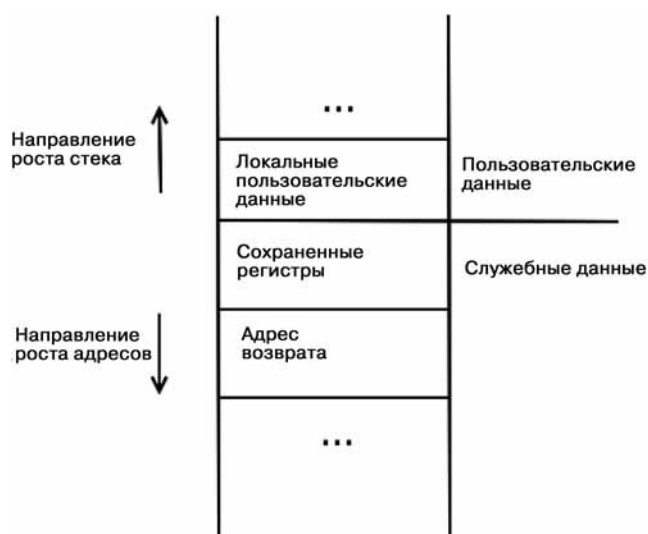 ...
Направление
роста стека
Локальные
пользовательские
данные
Пользовательские
данные
Сохраненные
регистры
Служебные данные
Направление
роста адресов
Адрес
возврата
...